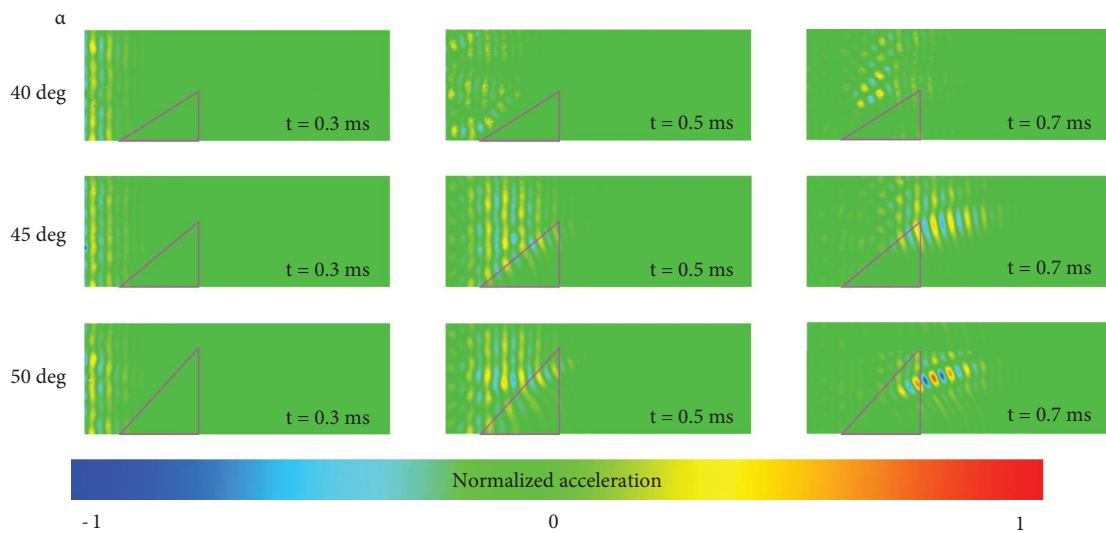 α
40 deg
t = 0.3 ms
t = 0.5 ms
t = 0.7 ms
45 deg
t = 0.3 ms
t = 0.5 ms
t = 0.7 ms
50 deg
t = 0.3 ms
t = 0.5 ms
t = 0.7 ms
Normalized acceleration
- 1
0
1